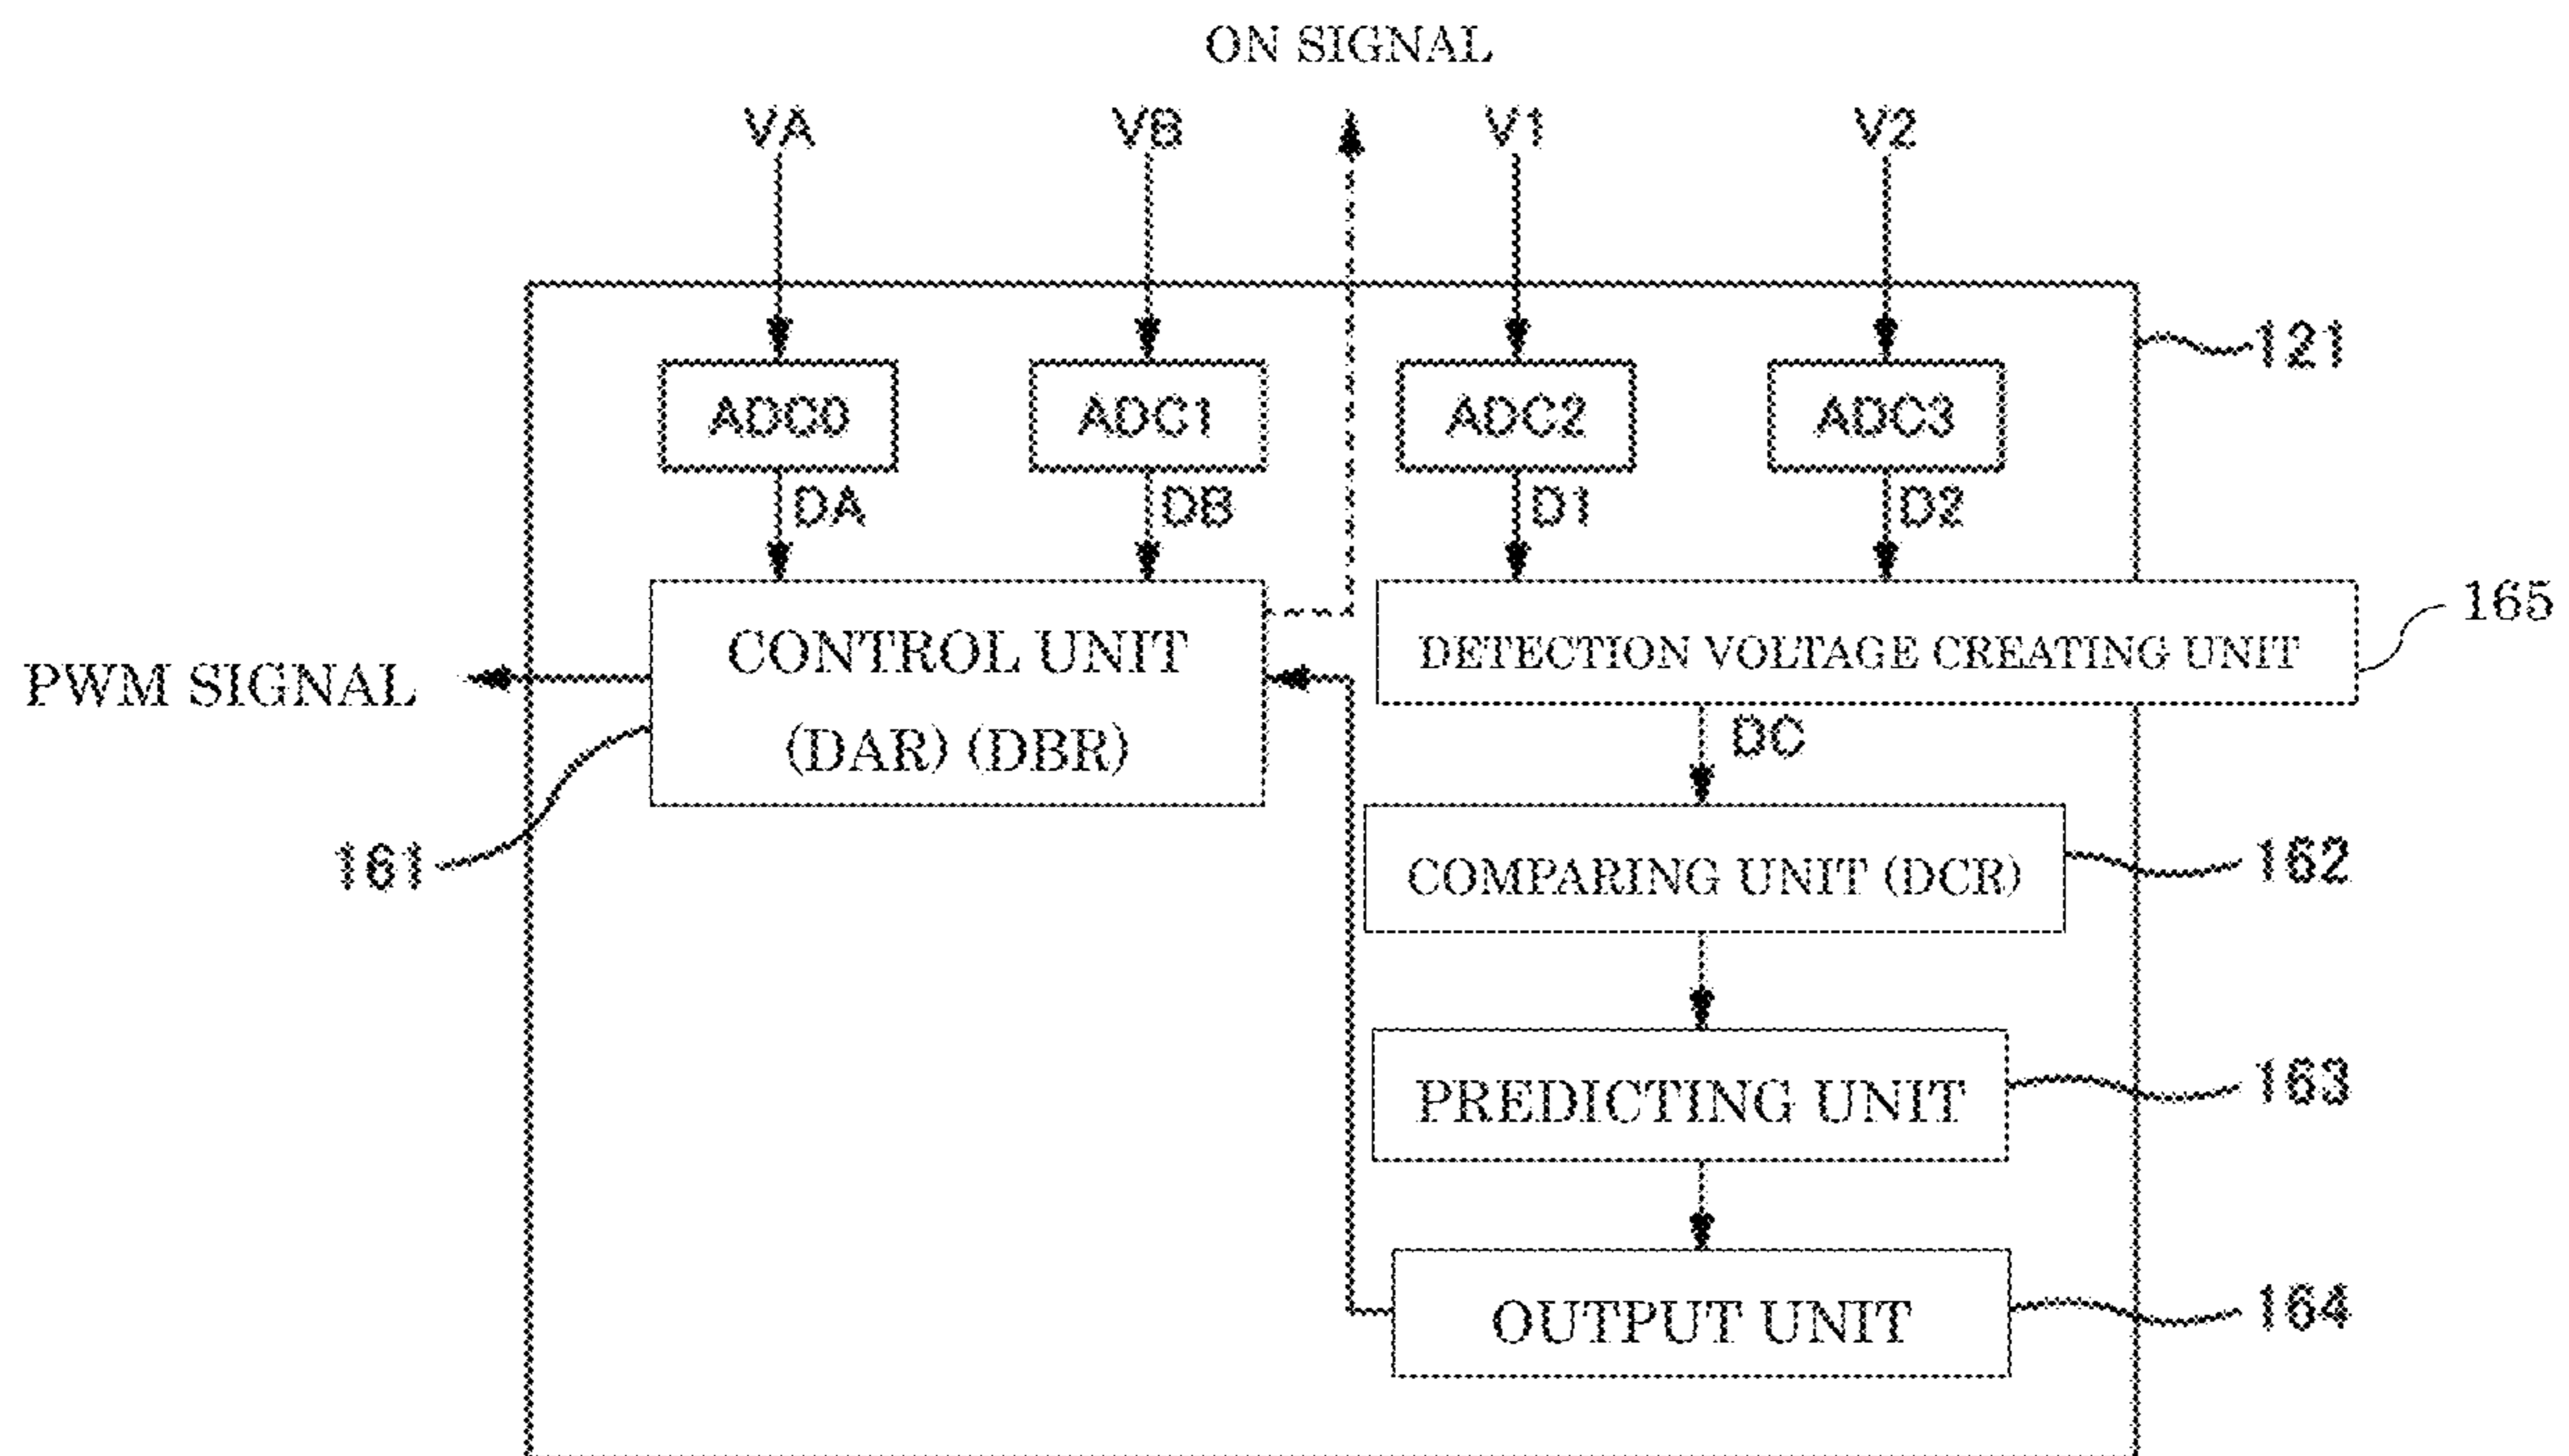 ON SIGNAL
VA
VB
V1
V2
121
ADC0
ADC1
ADC2
ADC3
DA
DB
D1
D2
165
CONTROL UNIT
(DAR) (DBR)
DETECTION VOLTAGE CREATING UNIT
PWM SIGNAL
DC
161
COMPARING UNIT (DCR)
162
PREDICTING UNIT
163
OUTPUT UNIT
164